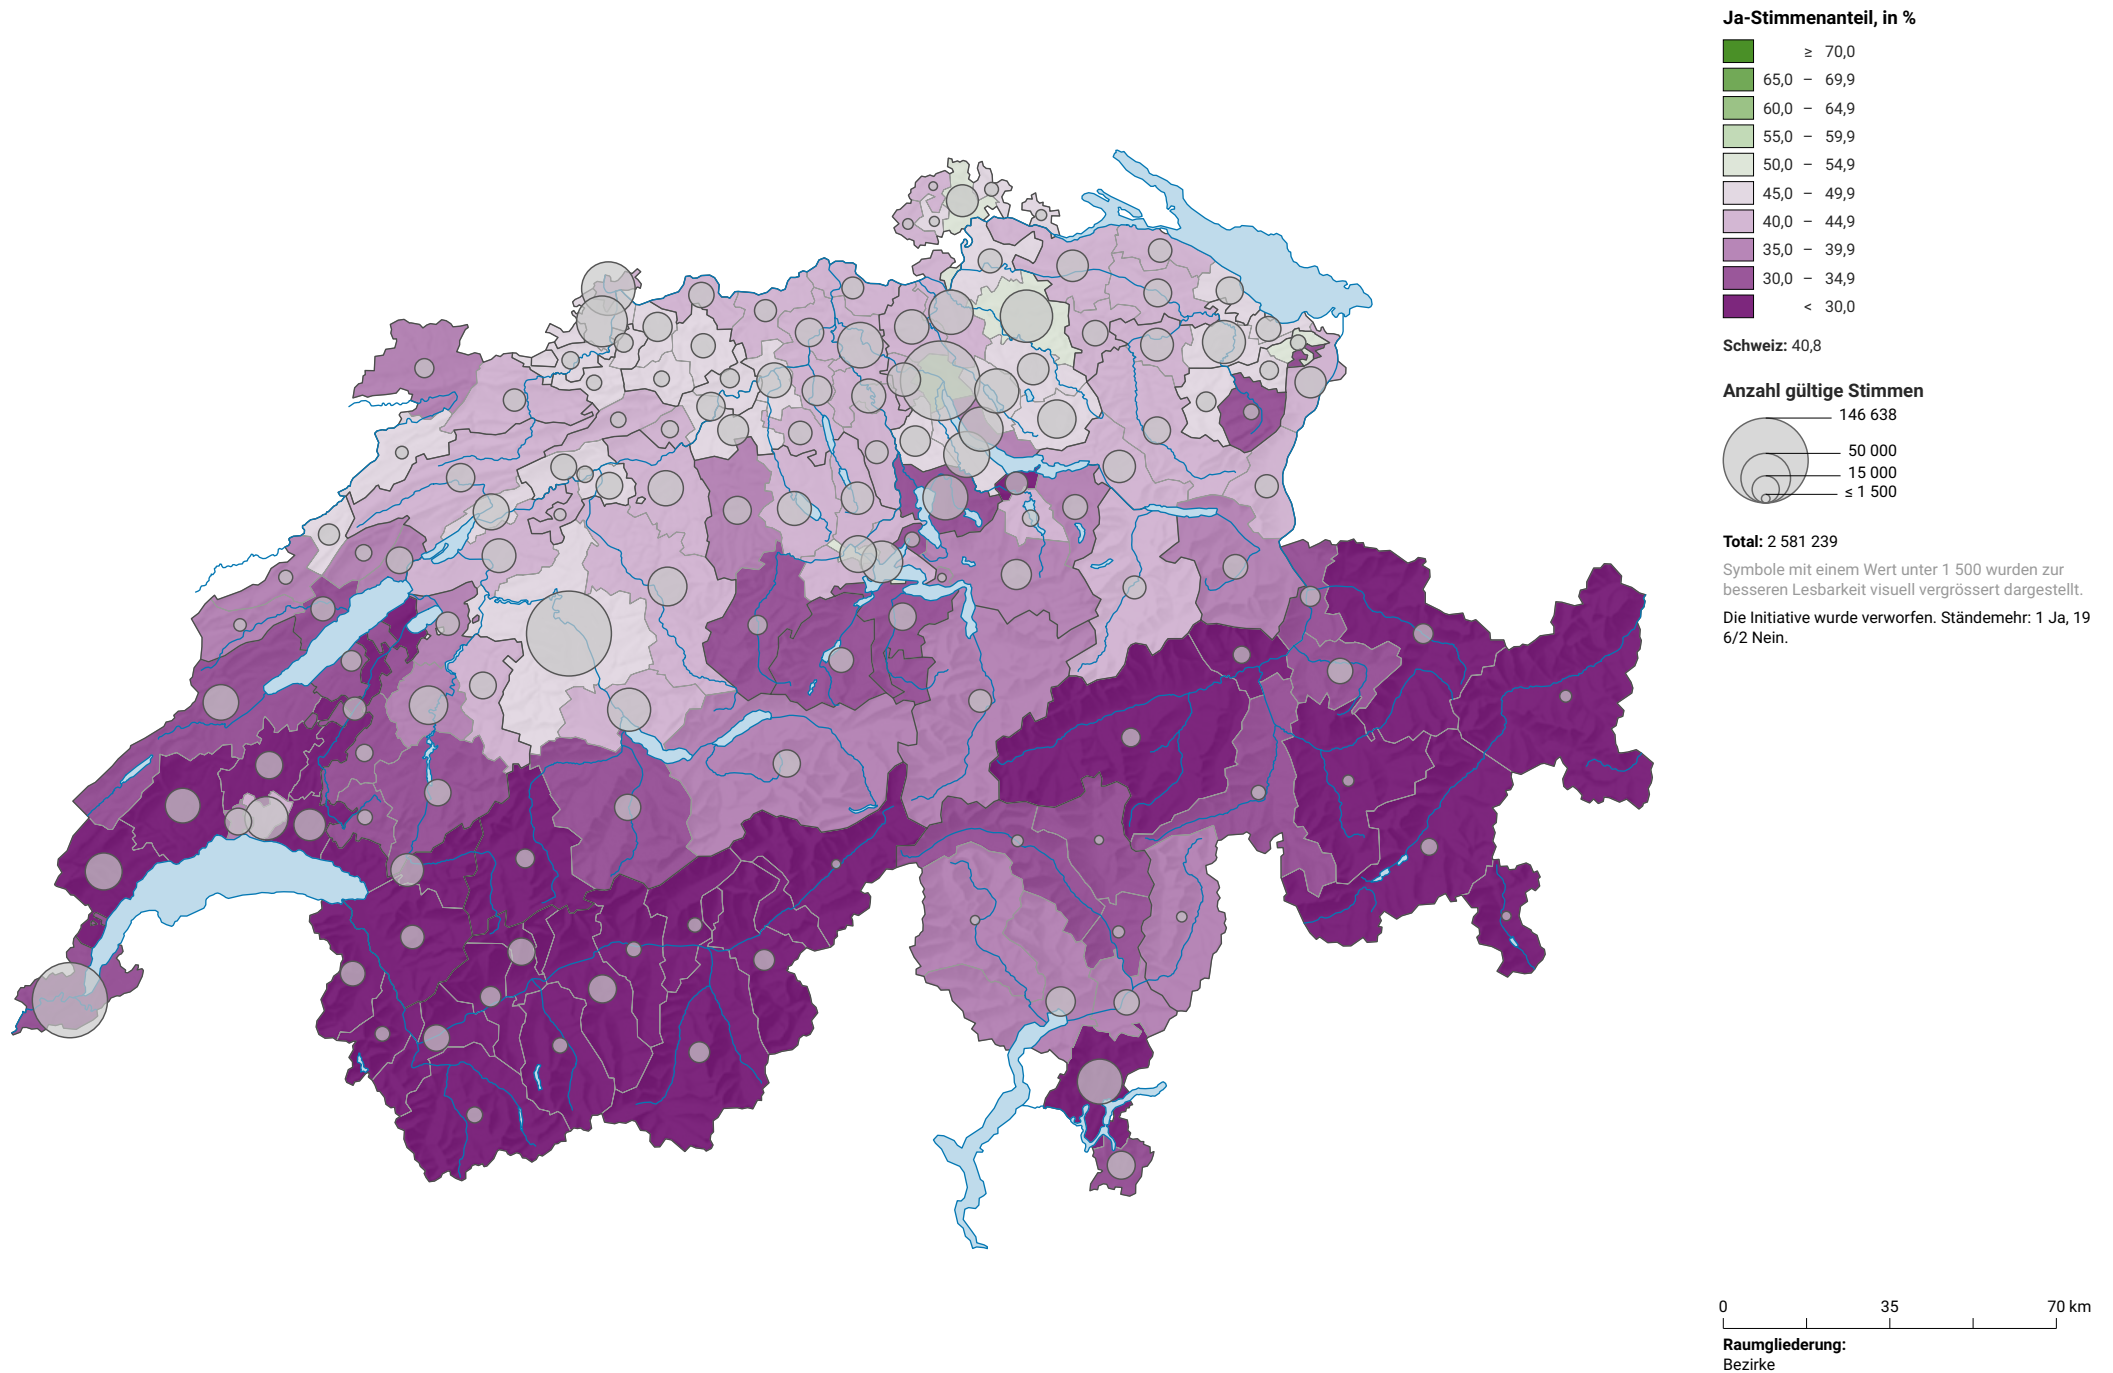 Ja-Stimmenanteil, in %
≥ 70,0
65,0 – 69,9
60,0 – 64,9
55,0 – 59,9
50,0 – 54,9
45,0 – 49,9
40,0 – 44,9
35,0 – 39,9
30,0 – 34,9
< 30,0
Schweiz: 40,8
Anzahl gültige Stimmen
146 638
50 000
15 000
≤ 1 500
Total: 2 581 239
Symbole mit einem Wert unter 1 500 wurden zur
besseren Lesbarkeit visuell vergrössert dargestellt.
Die Initiative wurde verworfen. Ständemehr: 1 Ja, 19
6/2 Nein.
0 35 70 km
Raumgliederung:
Bezirke